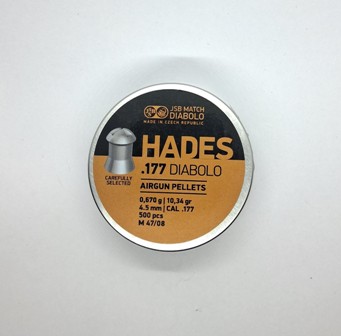 JSB MATCH
DIABOLO
MADE IN CZECH REPUBLIC
HADES
.177 DIABOLO
CAREFULLY
SELECTED
AIRGUN PELLETS
0,670 g | 10,34 gr
4.5 mm | CAL .177
500 pcs
M 47/08